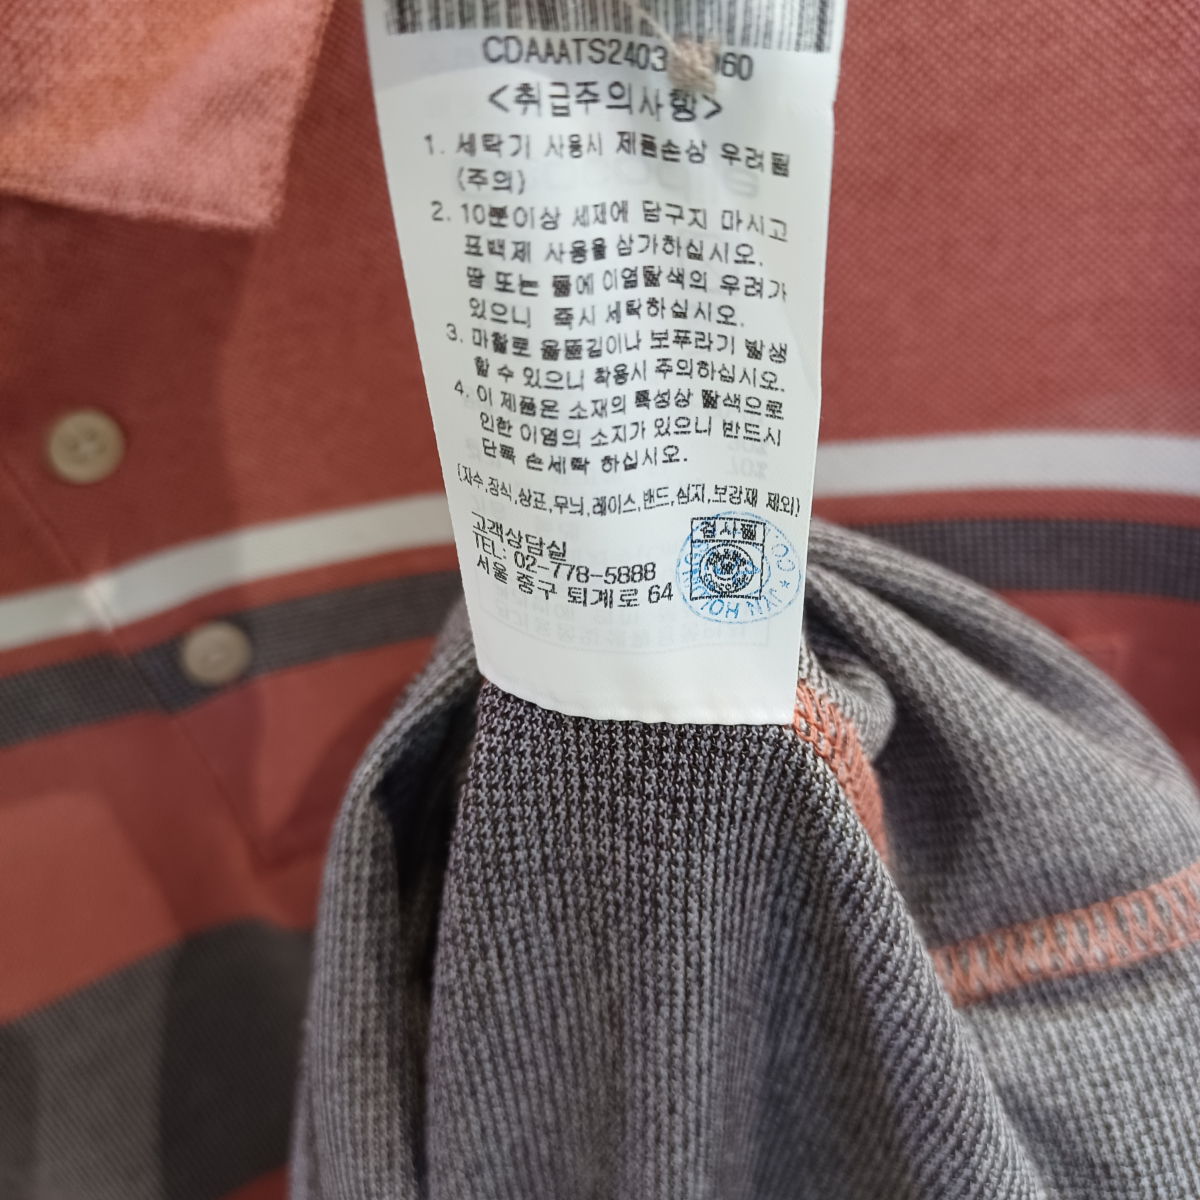 CDAAATS2403 060
<취급주의사항>
1. 세탁기 사용시 제품손상 우려됨
(주의)
2. 10분이상 세재에 담구지 마시고
표백제 사용을 삼가하십시오.
땀 또는 물에 이염탈색의 우려가
있으니 즉시 세탁하십시오.
3. 마찰로 올뜯김이나 보푸라기 발생
할 수 있으니 착용시 주의하십시오.
4. 이 제품은 소재의 특성상 탈색으로
인한 이염의 소지가 있으니 반드시
단독 손세탁 하십시오.
(자수,장식,상표,무늬,레이스,밴드,심지,보강재 제외)
고객상담실
TEL: 02-778-5888
서울 중구 퇴계로 64
검사필